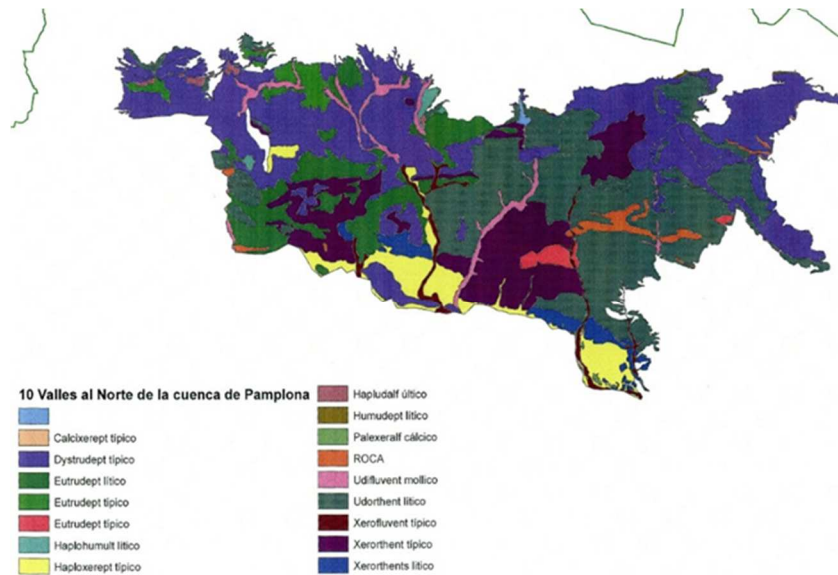 10 Valles al Norte de la cuenca de Pamplona
Calcixerept típico
Dystrudept típico
Eutrudept lítico
Eutrudept típico
Eutrudept típico
Haplohumult lítico
Haploxerept típico
Hapludalf últico
Humudept lítico
Palexeralf cálcico
ROCA
Udifluvent mollico
Udorthent lítico
Xerofluvent típico
Xerorthent típico
Xerorthents lítico